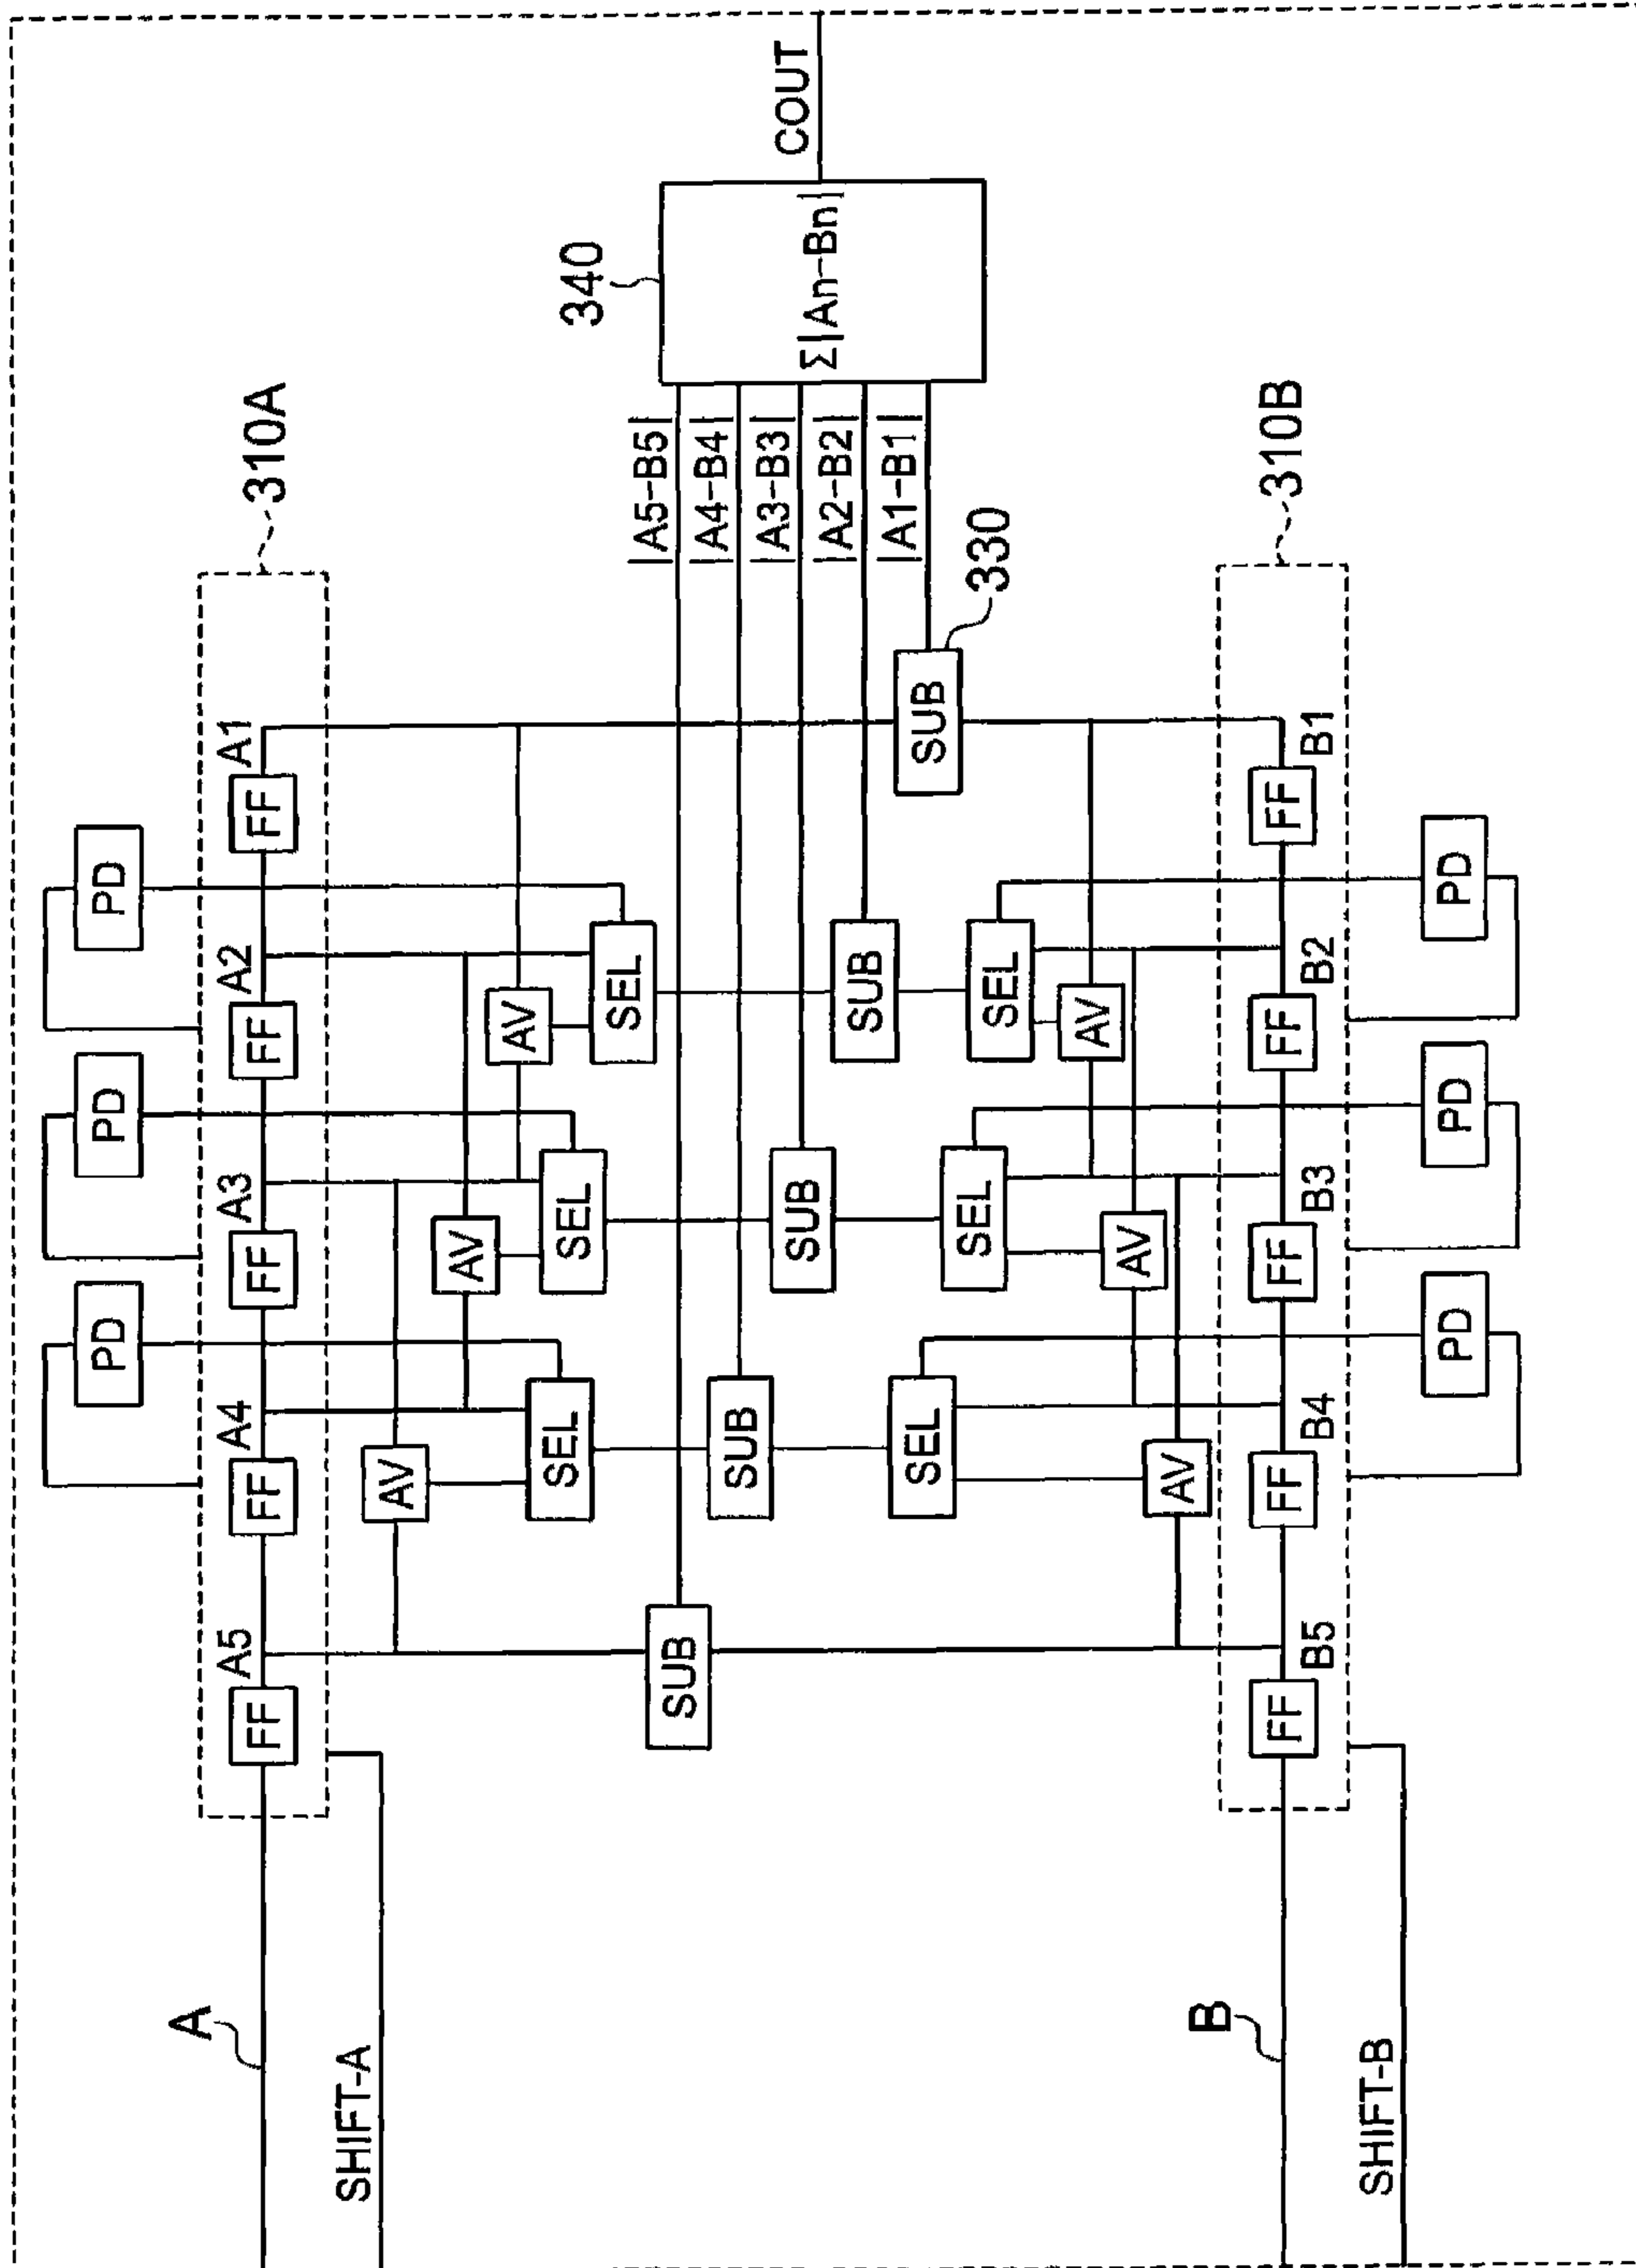 PD PD PD
A
A5 A4 A3 A2 A1 310A
FF FF FF FF FF
SHIFT-A
AV
AV
AV
SEL
SEL
340
SEL
|A5-B5|
SUB
|A4-B4|
SUB
|A3-B3|
COUT
SUB
Σ|An-Bn|
|A2-B2|
SUB
|A1-B1|
SUB
SEL
SEL
330
SEL
AV
AV
AV
B
310B
FF FF FF FF FF
B5 B4 B3 B2 B1
SHIFT-B
PD PD PD